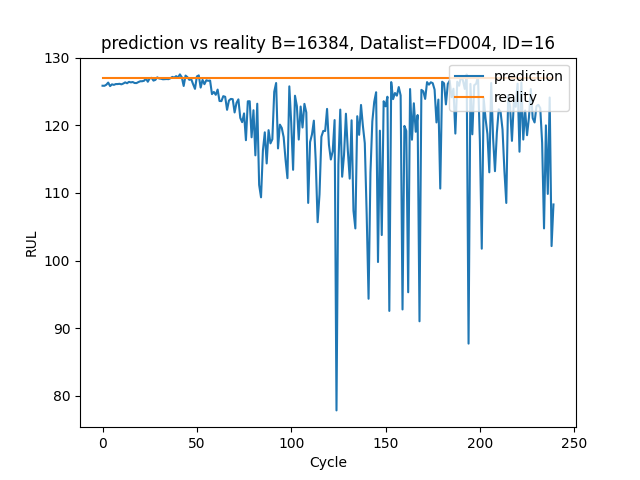 prediction vs reality B=16384, Datalist=FD004, ID=16
130
120
110
100
90
80
RUL
prediction
reality
0
50
100
150
200
250
Cycle